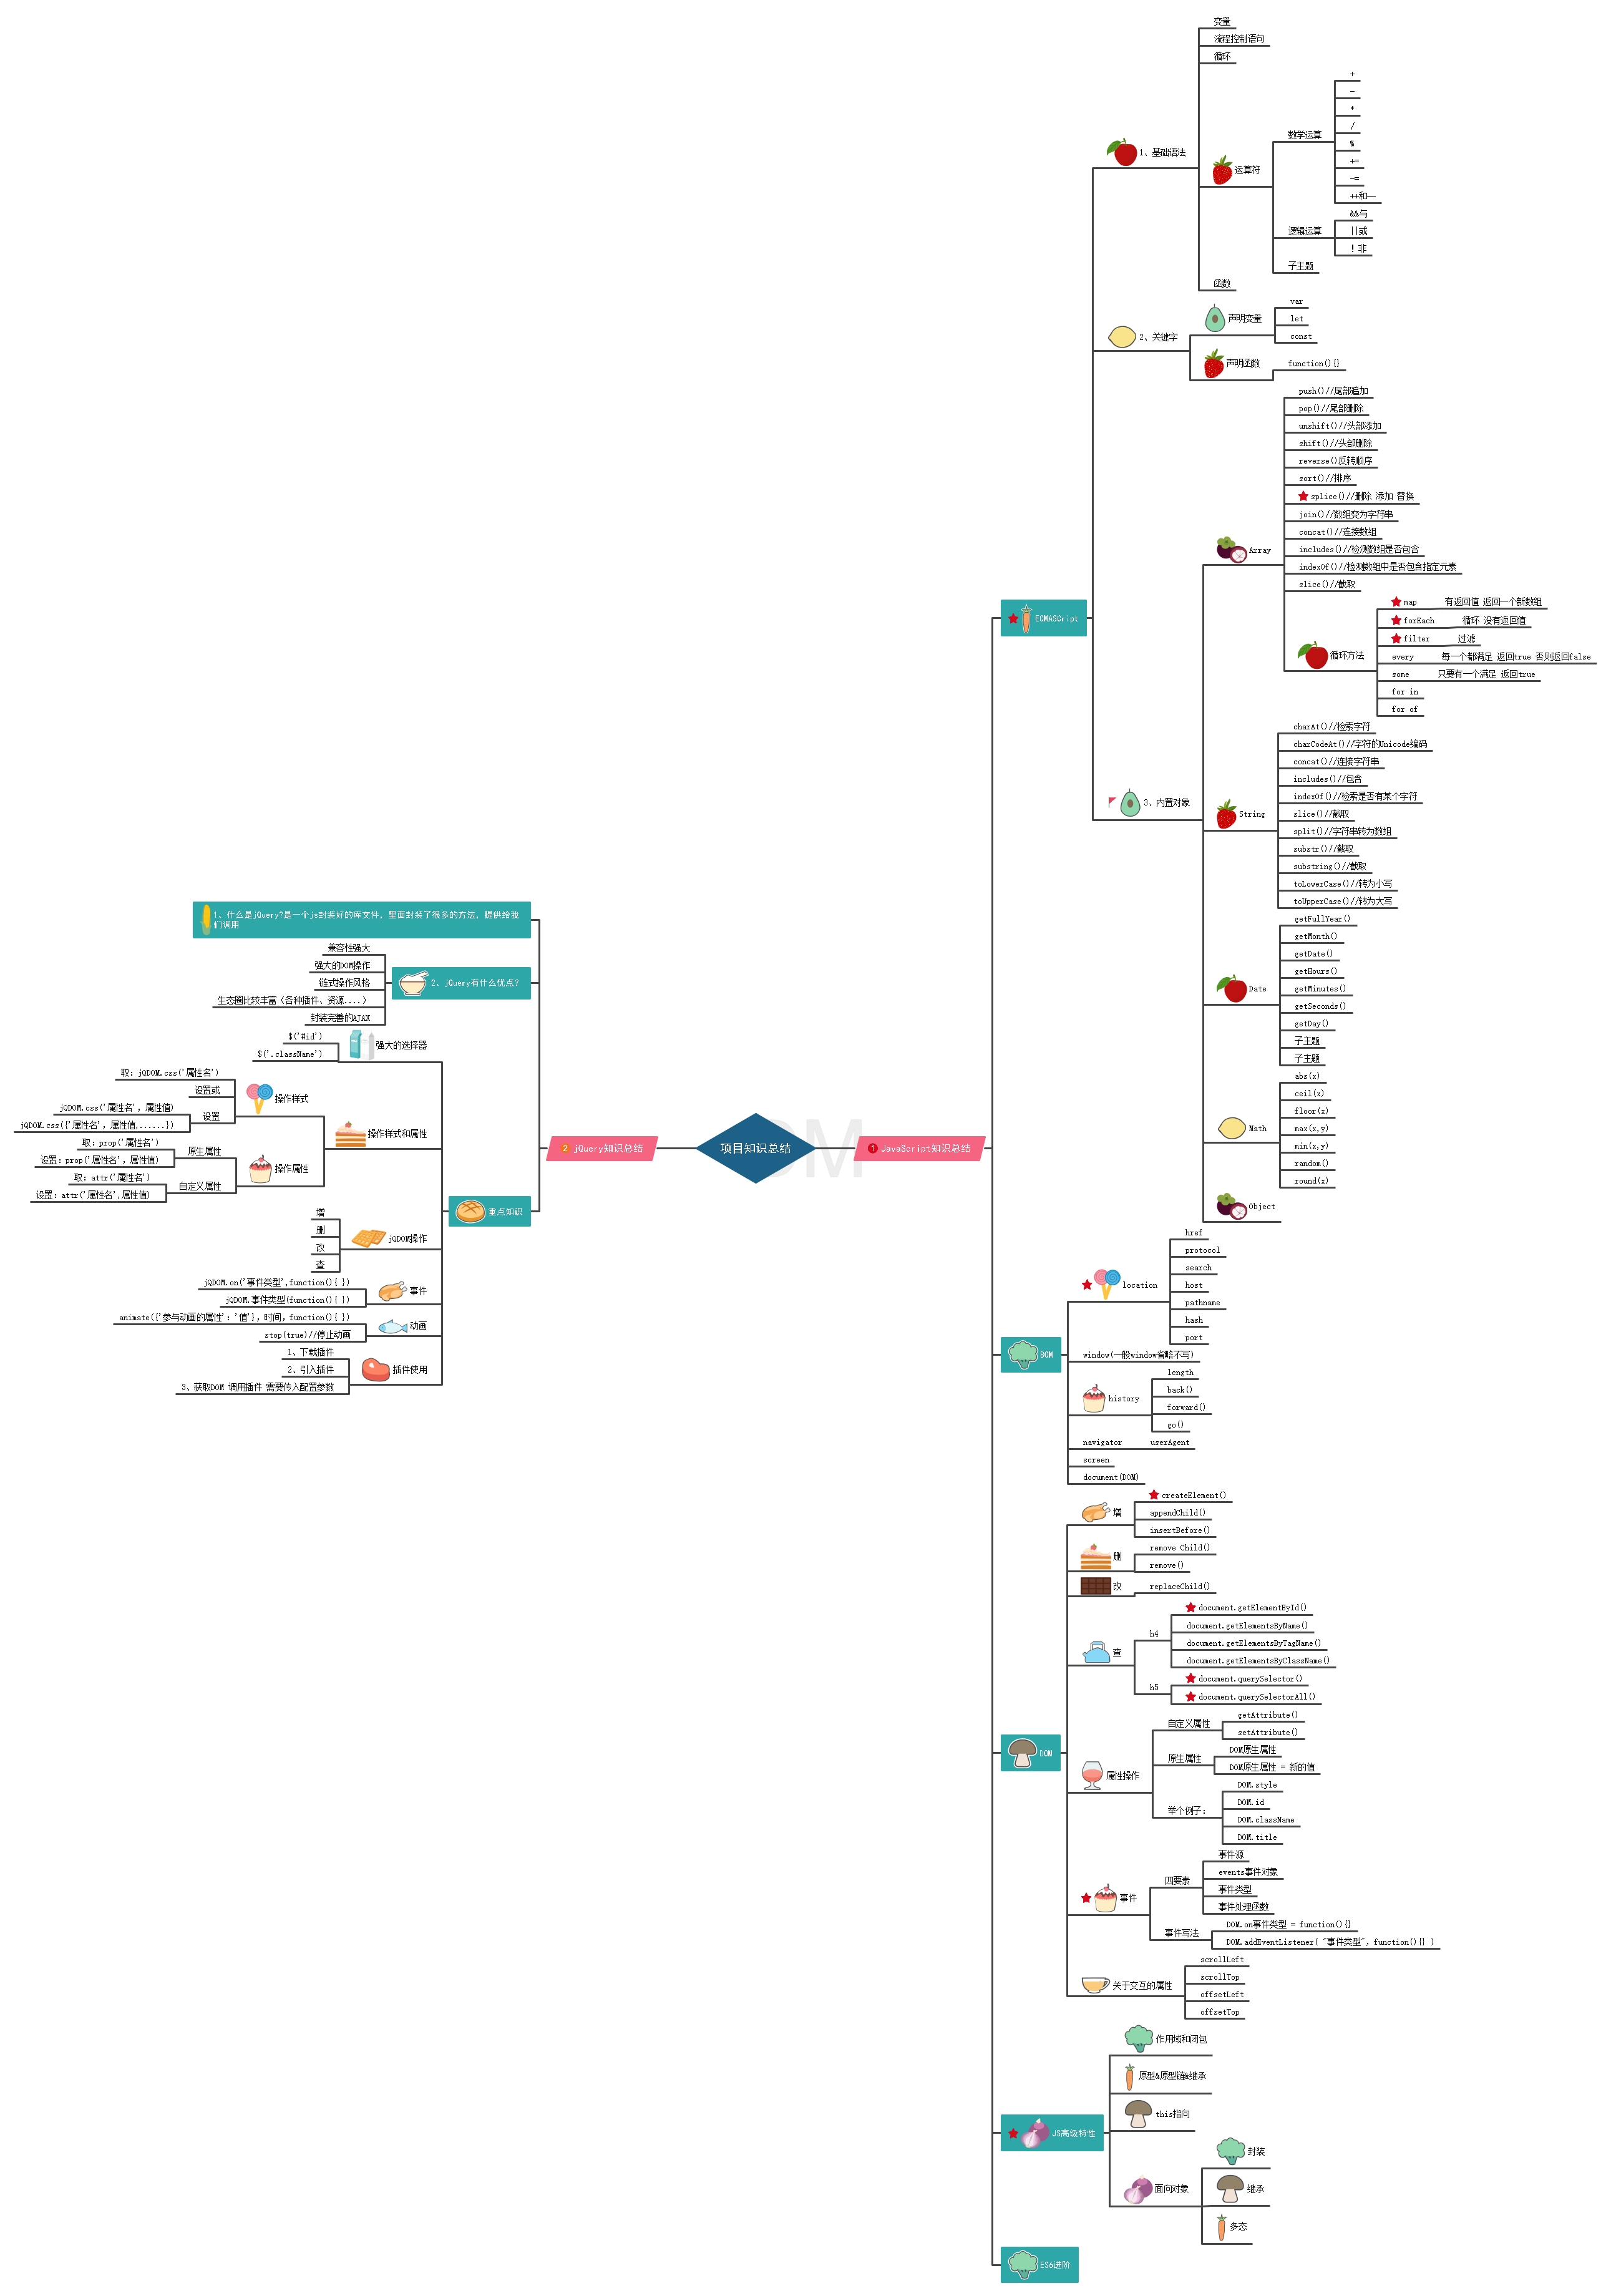 项目知识总结
1 JavaScript知识总结
ECMASCript
1、基础语法
变量
流程控制语句
循环
运算符
数学运算
+
-
*
/
%
+=
-=
++和—
逻辑运算
&&与
||或
！非
子主题
函数
2、关键字
声明变量
var
let
const
声明函数
function(){}
3、内置对象
Array
push()//尾部追加
pop()//尾部删除
unshift()//头部添加
shift()//头部删除
reverse()反转顺序
sort()//排序
splice()//删除 添加 替换
join()//数组变为字符串
concat()//连接数组
includes()//检测数组是否包含
indexOf()//检测数组中是否包含指定元素
slice()//截取
循环方法
map 有返回值 返回一个新数组
forEach 循环 没有返回值
filter 过滤
every 每一个都满足 返回true 否则返回false
some 只要有一个满足 返回true
for in
for of
String
charAt()//检索字符
charCodeAt()//字符的Unicode编码
concat()//连接字符串
includes()//包含
indexOf()//检索是否有某个字符
slice()//截取
split()//字符串转为数组
substr()//截取
substring()//截取
toLowerCase()//转为小写
toUpperCase()//转为大写
Date
getFullYear()
getMonth()
getDate()
getHours()
getMinutes()
getSeconds()
getDay()
子主题
子主题
Math
abs(x)
ceil(x)
floor(x)
max(x,y)
min(x,y)
random()
round(x)
Object
BOM
location
href
protocol
search
host
pathname
hash
port
window(一般window省略不写)
history
length
back()
forward()
go()
navigator userAgent
screen
document(DOM)
DOM
增
createElement()
appendChild()
insertBefore()
删
remove Child()
remove()
改
replaceChild()
查
h4
document.getElementById()
document.getElementsByName()
document.getElementsByTagName()
document.getElementsByClassName()
h5
document.querySelector()
document.querySelectorAll()
属性操作
自定义属性
getAttribute()
setAttribute()
原生属性
DOM原生属性
DOM原生属性 = 新的值
举个例子：
DOM.style
DOM.id
DOM.className
DOM.title
事件
四要素
事件源
events事件对象
事件类型
事件处理函数
事件写法
DOM.on事件类型 = function(){}
DOM.addEventListener( "事件类型", function(){} )
关于交互的属性
scrollLeft
scrollTop
offsetLeft
offsetTop
JS高级特性
作用域和闭包
原型&原型链&继承
this指向
面向对象
封装
继承
多态
ES6进阶
2 jQuery知识总结
1、什么是jQuery?是一个js封装好的库文件，里面封装了很多的方法，提供给我
们调用
2、jQuery有什么优点？
兼容性强大
强大的DOM操作
链式操作风格
生态圈比较丰富（各种插件、资源....）
封装完善的AJAX
重点知识
强大的选择器
$('#id')
$('.className')
操作样式和属性
操作样式
取：jQDOM.css('属性名')
设置或
设置
jQDOM.css('属性名'，属性值)
jQDOM.css({'属性名'，属性值,......})
操作属性
原生属性
取：prop('属性名')
设置：prop('属性名'，属性值)
自定义属性
取：attr('属性名')
设置：attr('属性名',属性值)
jQDOM操作
增
删
改
查
事件
jQDOM.on('事件类型',function(){ })
jQDOM.事件类型(function(){ })
动画
animate({'参与动画的属性'：'值'}，时间，function(){ })
stop(true)//停止动画
插件使用
1、下载插件
2、引入插件
3、获取DOM 调用插件 需要传入配置参数